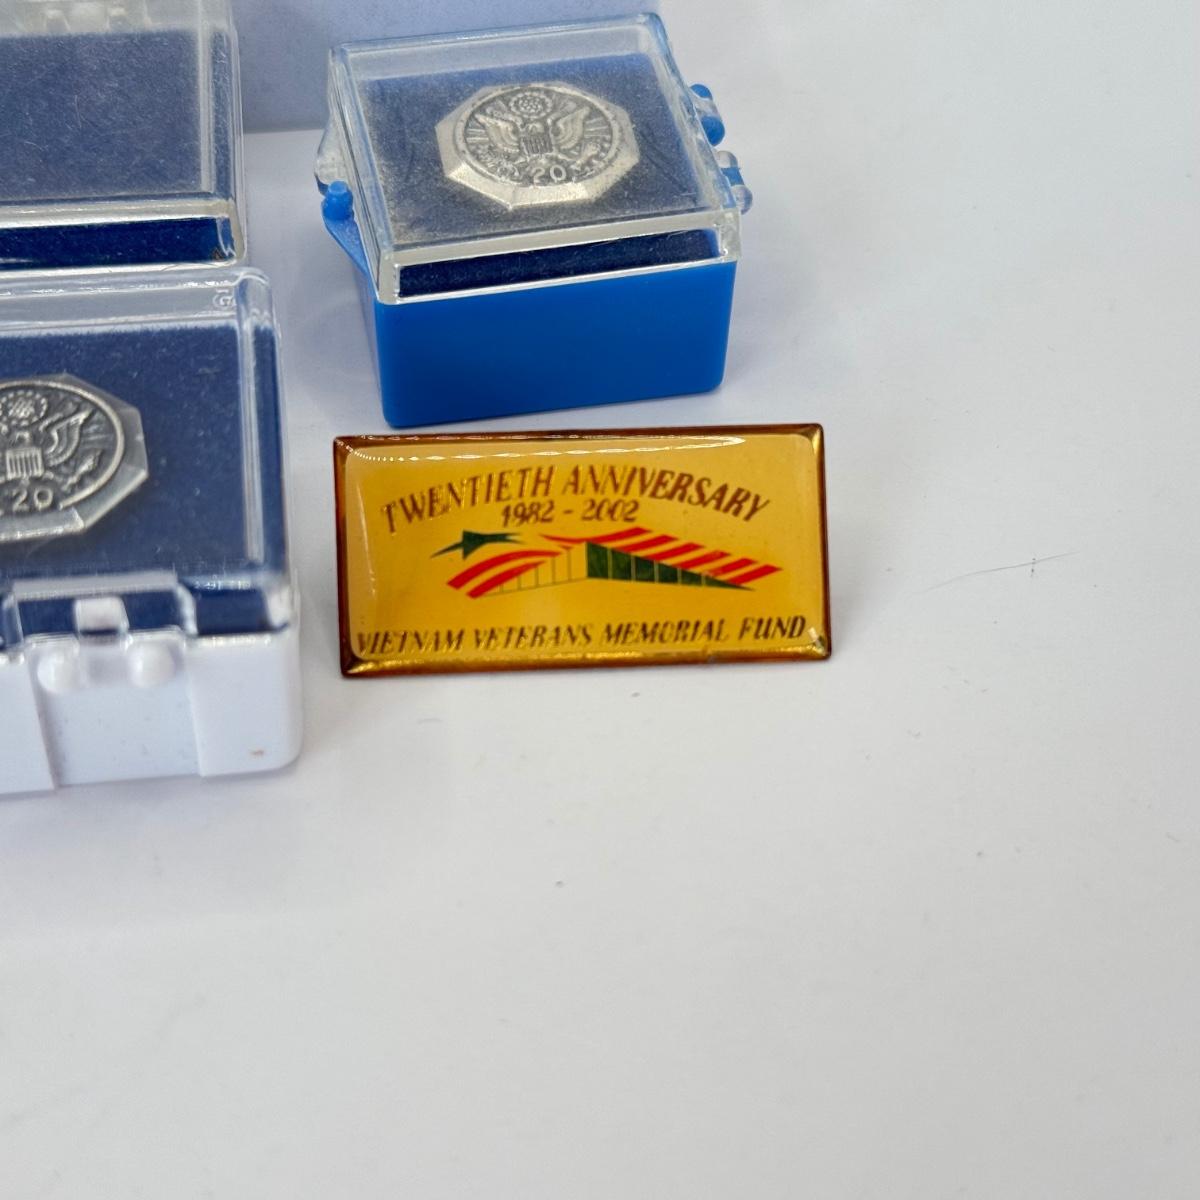 20
20
TWENTIETH ANNIVERSARY
1982 - 2002
VIETNAM VETERANS MEMORIAL FUND